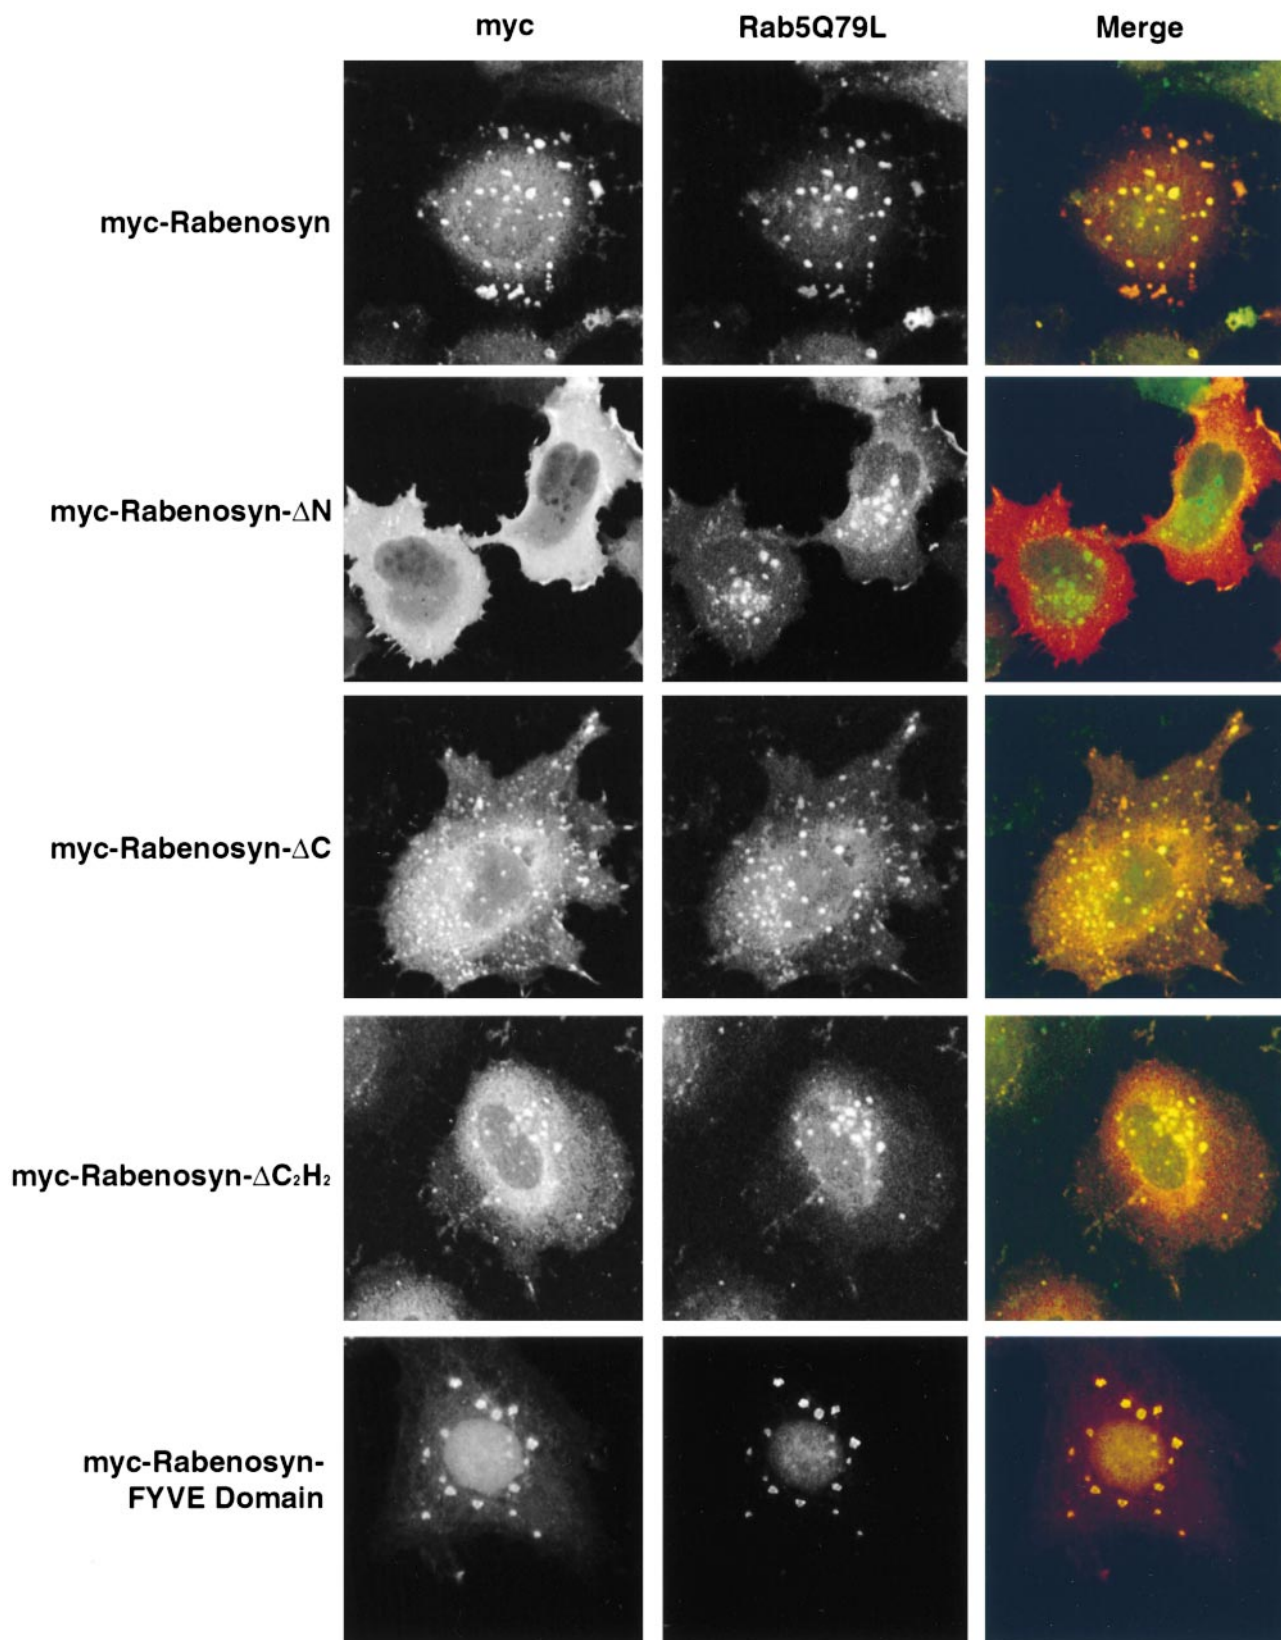 myc Rab5Q79L Merge
myc-Rabenosyn
myc-Rabenosyn-ΔN
myc-Rabenosyn-ΔC
myc-Rabenosyn-ΔC₂H₂
myc-Rabenosyn-
FYVE Domain